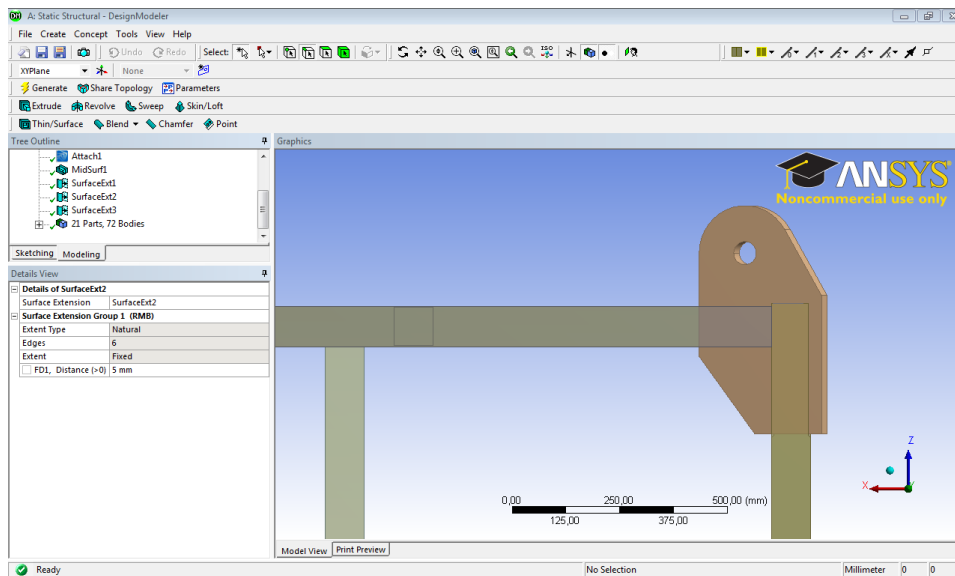 A: Static Structural - DesignModeler
File Create Concept Tools View Help
Undo Redo Select:
XYPlane None
Generate Share Topology Parameters
Extrude Revolve Sweep Skin/Loft
Thin/Surface Blend Chamfer Point
Tree Outline
Attach1
MidSurf1
SurfaceExt1
SurfaceExt2
SurfaceExt3
21 Parts, 72 Bodies
Sketching Modeling
Details View
Details of SurfaceExt2
Surface Extension SurfaceExt2
Surface Extension Group 1 (RMB)
Extent Type Natural
Edges 6
Extent Fixed
FD1, Distance (>0) 5 mm
Graphics
ANSYS
Noncommercial use only
Z
X
0,00 250,00 500,00 (mm)
125,00 375,00
Model View Print Preview
Ready No Selection Millimeter 0 0